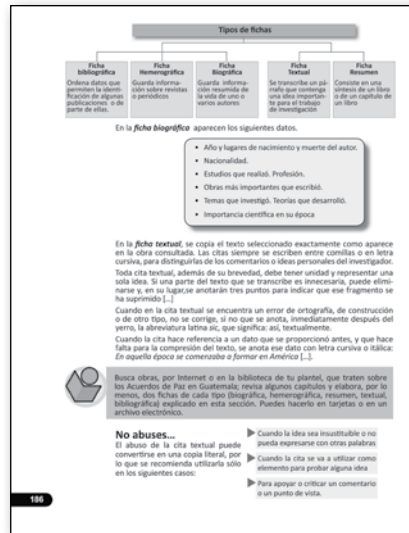 Tipos de fichas
Ficha
bibliográfica
Ordena datos que
permiten la identi-
ficación de algunas
publicaciones o de
parte de ellas.
Ficha
Hemerográfica
Guarda informa-
ción sobre revistas
o periódicos
Ficha
Biográfica
Guarda informa-
ción resumida de
la vida de uno o
varios autores
Ficha
Textual
Se transcribe un pá-
rrafo que contenga
una idea importan-
te para el trabajo
de investigación
Ficha
Resumen
Consiste en una
síntesis de un libro
o de un capítulo de
un libro
En la ficha biográfica aparecen los siguientes datos.
• Año y lugares de nacimiento y muerte del autor.
• Nacionalidad.
• Estudios que realizó. Profesión.
• Obras más importantes que escribió.
• Temas que investigó. Teorías que desarrolló.
• Importancia científica en su época
En la ficha textual, se copia el texto seleccionado exactamente como aparece
en la obra consultada. Las citas siempre se escriben entre comillas o en letra
cursiva, para distinguirlas de los comentarios o ideas personales del investigador.
Toda cita textual, además de su brevedad, debe tener unidad y representar una
sola idea. Si una parte del texto que se transcribe es innecesaria, puede elimi-
narse y, en su lugar,se anotarán tres puntos para indicar que ese fragmento se
ha suprimido [...]
Cuando en la cita textual se encuentra un error de ortografía, de construcción
o de otro tipo, no se corrige, si no que se anota, inmediatamente después del
yerro, la abreviatura latina sic, que significa: así, textualmente.
Cuando la cita hace referencia a un dato que se proporcionó antes, y que hace
falta para la compresión del texto, se anota ese dato con letra cursiva o itálica:
En aquella época se comenzaba a formar en América [...].
Busca obras, por Internet o en la biblioteca de tu plantel, que traten sobre
los Acuerdos de Paz en Guatemala; revisa algunos capítulos y elabora, por lo
menos, dos fichas de cada tipo (biográfica, hemerográfica, resumen, textual,
bibliográfica) explicado en esta sección. Puedes hacerlo en tarjetas o en un
archivo electrónico.
No abuses...
El abuso de la cita textual puede
convertirse en una copia literal, por
lo que se recomienda utilizarla sólo
en los siguientes casos:
Cuando la idea sea insustituible o no
pueda expresarse con otras palabras
Cuando la cita se va a utilizar como
elemento para probar alguna idea
Para apoyar o criticar un comentario
o un punto de vista.
186